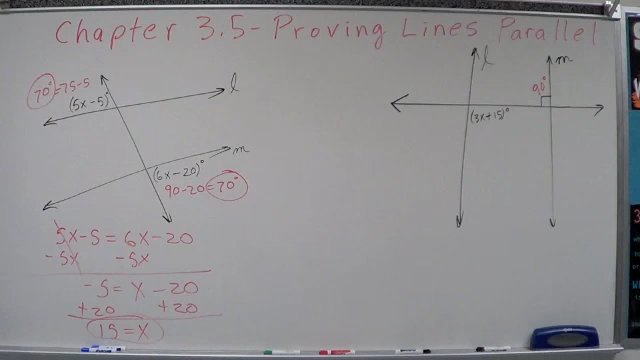 Chapter 3.5 - Proving Lines Parallel
70° = 75-5
(5x-5)°
l
m
(6x-20)°
90-20=70°
5x-5 = 6x-20
-5x -5x
-5 = x -20
+20 +20
15 = x
l
m
90°
(3x+15)°